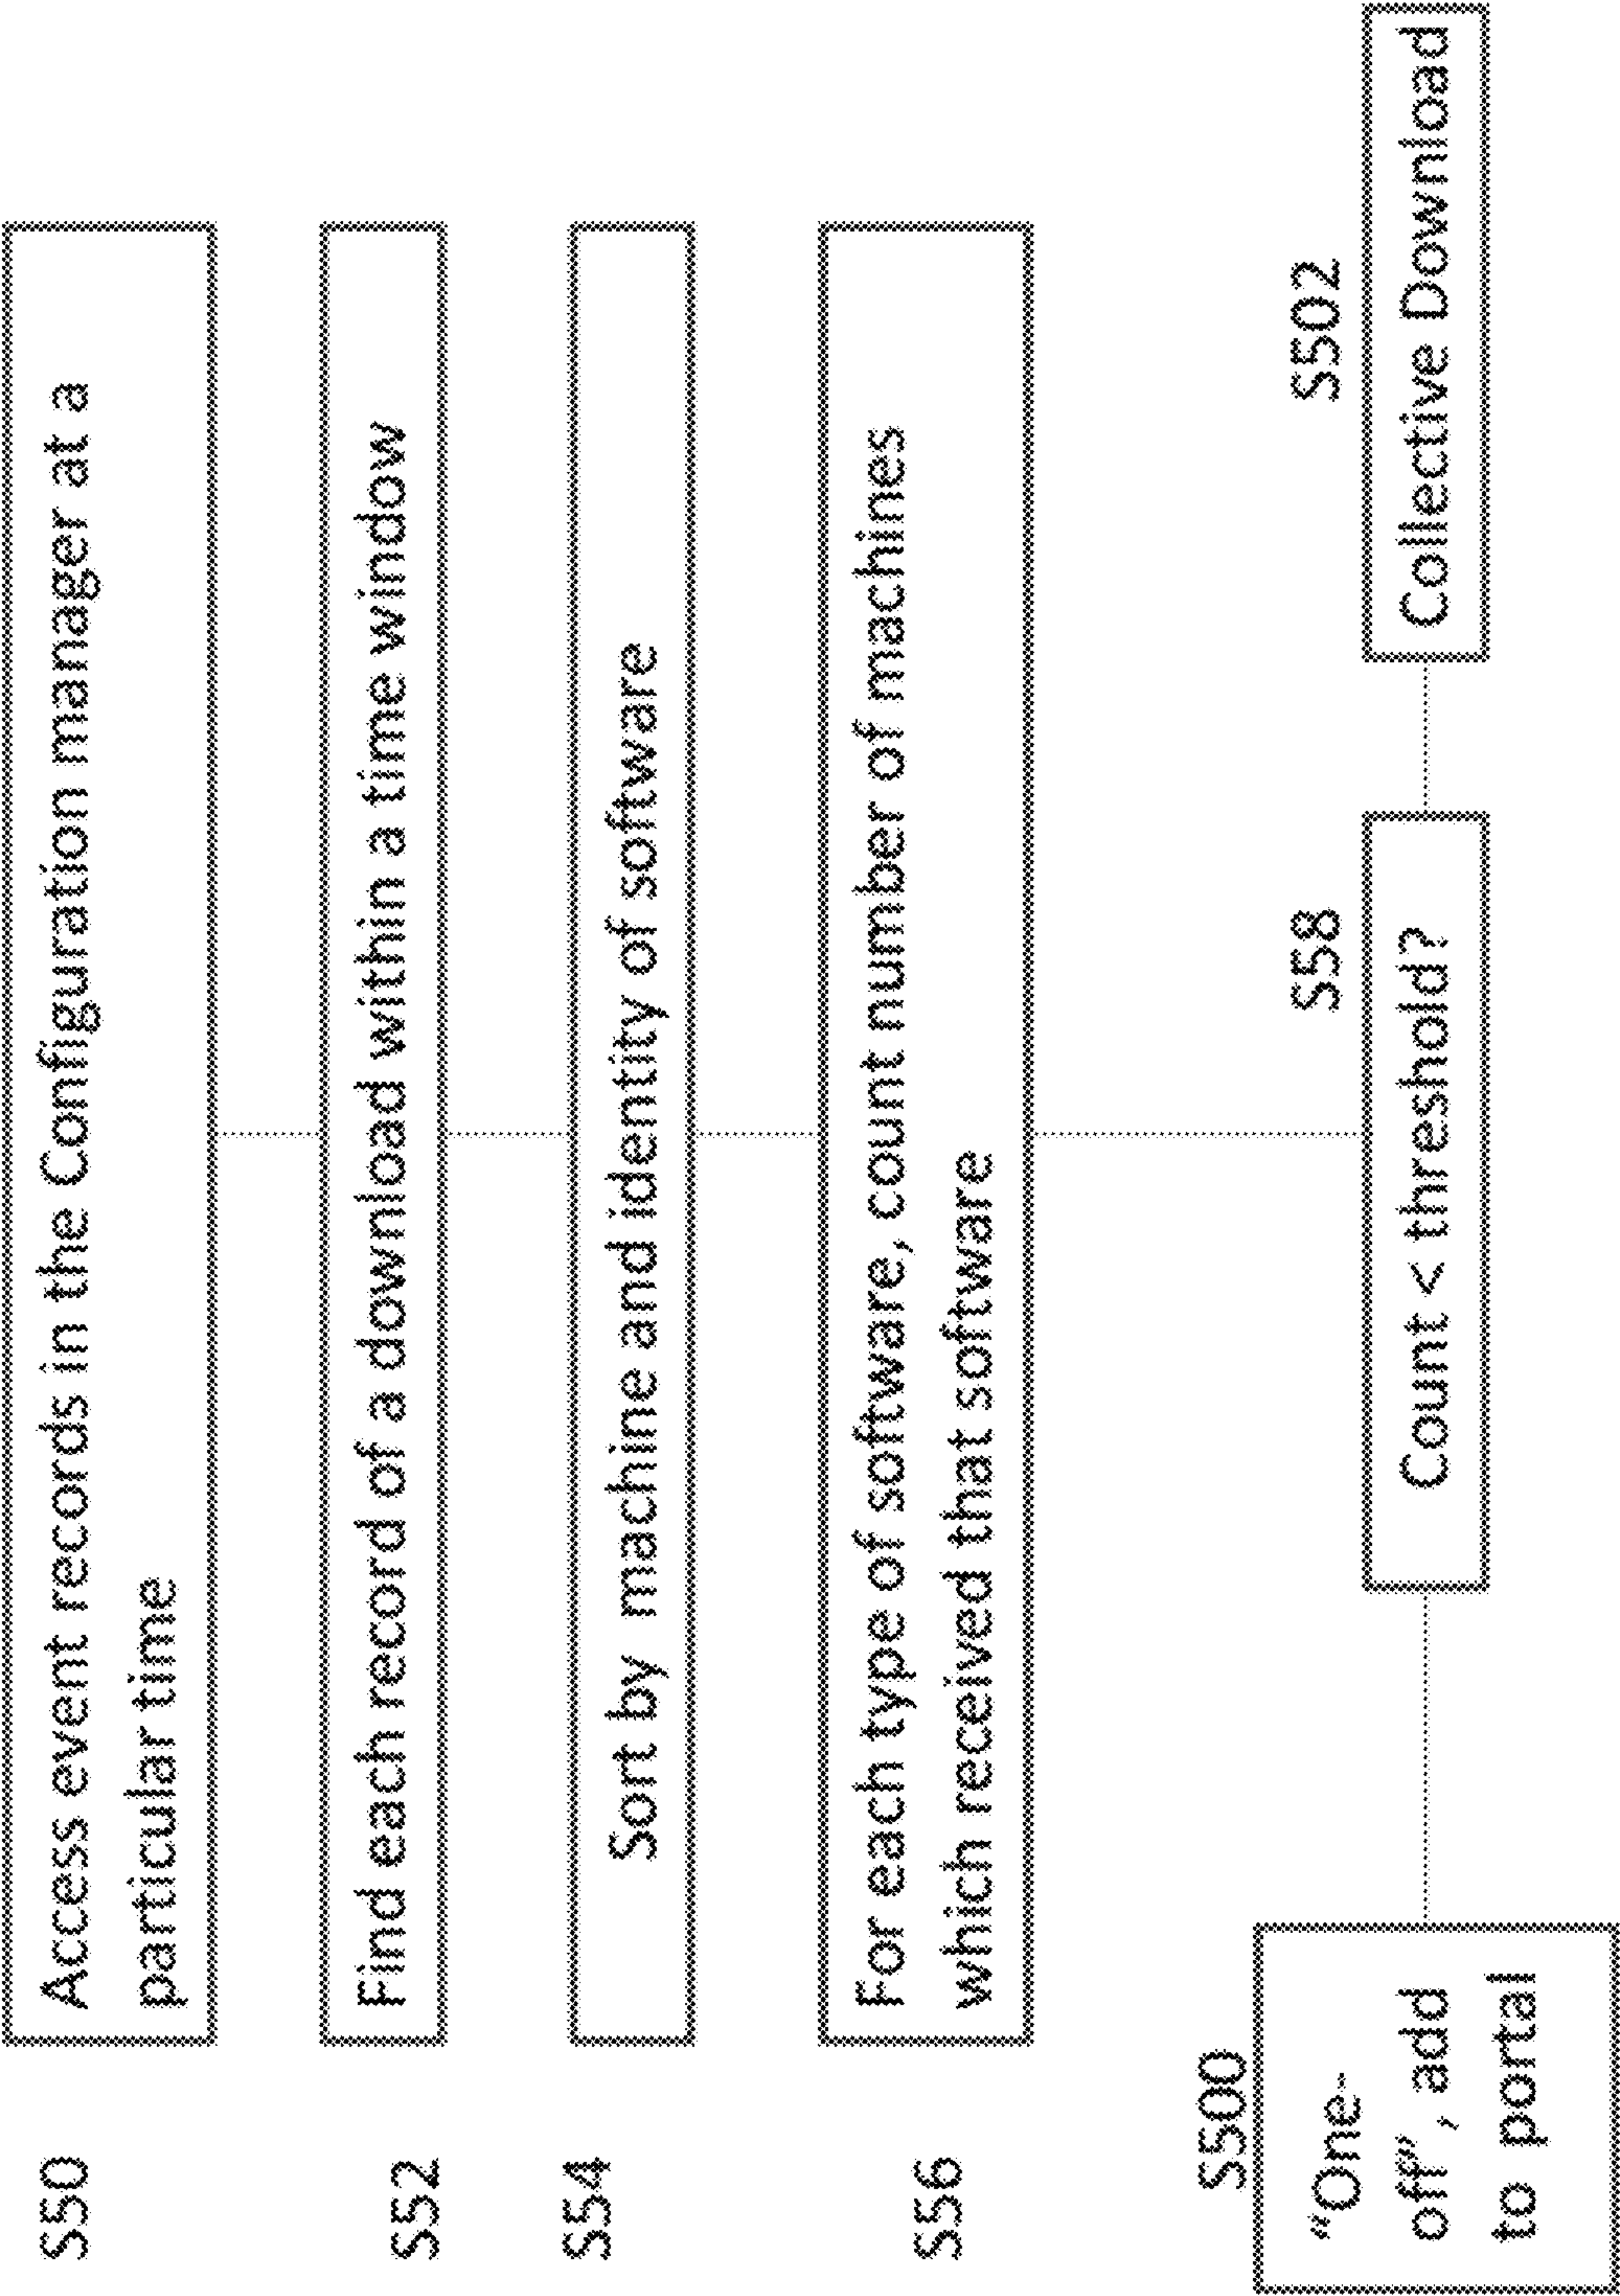 S50
Access event records in the Configuration manager at a
particular time
S52
Find each record of a download within a time window
S54
Sort by machine and identity of software
S56
For each type of software, count number of machines
which received that software
S500
"One-
off", add
to portal
S58
Count < threshold?
S502
Collective Download